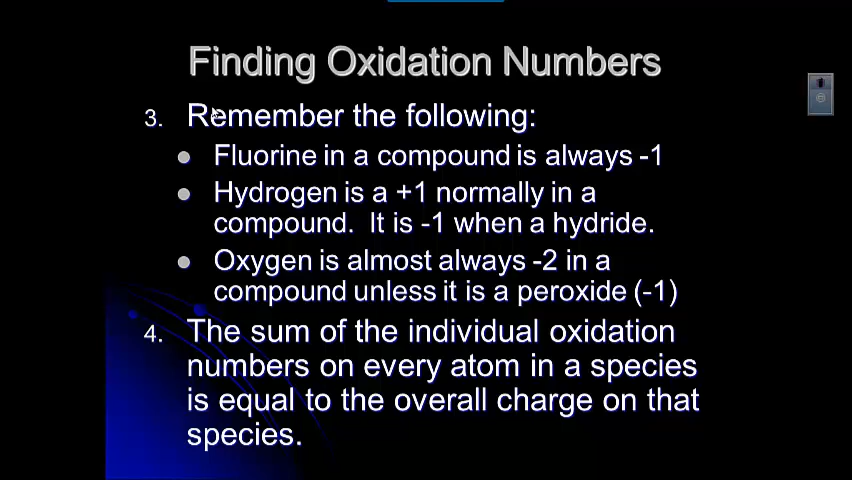 Finding Oxidation Numbers
3. Remember the following:
Fluorine in a compound is always -1
Hydrogen is a +1 normally in a
compound.  It is -1 when a hydride.
Oxygen is almost always -2 in a
compound unless it is a peroxide (-1)
4. The sum of the individual oxidation
numbers on every atom in a species
is equal to the overall charge on that
species.